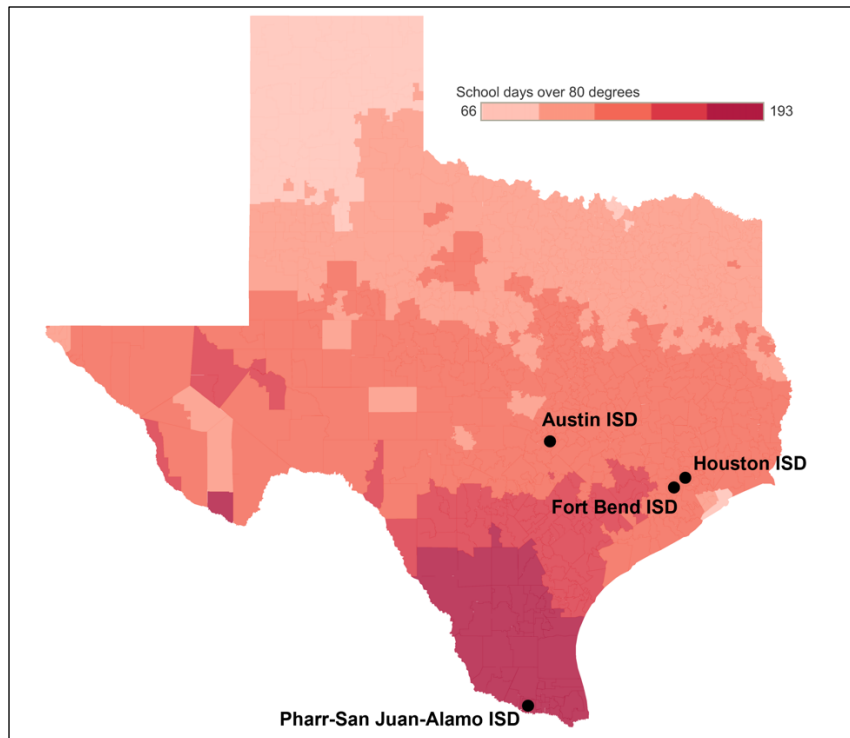 School days over 80 degrees
66 193
Austin ISD
Houston ISD
Fort Bend ISD
Pharr-San Juan-Alamo ISD